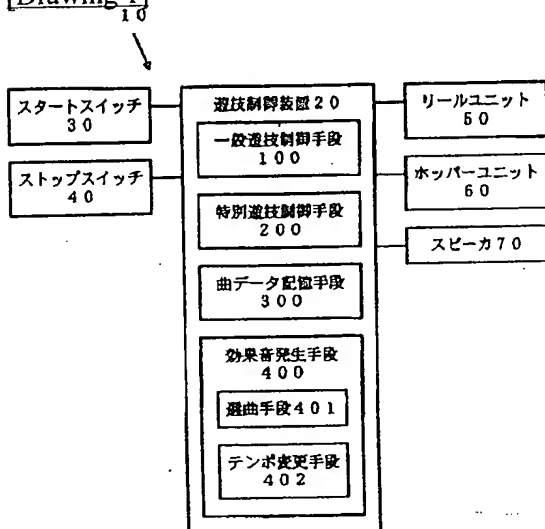 [Drawing 1]
10
スタートスイッチ
30
ストップスイッチ
40
遊技制御装置20
一般遊技制御手段
100
特別遊技制御手段
200
曲データ記憶手段
300
効果音発生手段
400
選曲手段401
テンポ変更手段
402
リールユニット
50
ホッパーユニット
60
スピーカ70